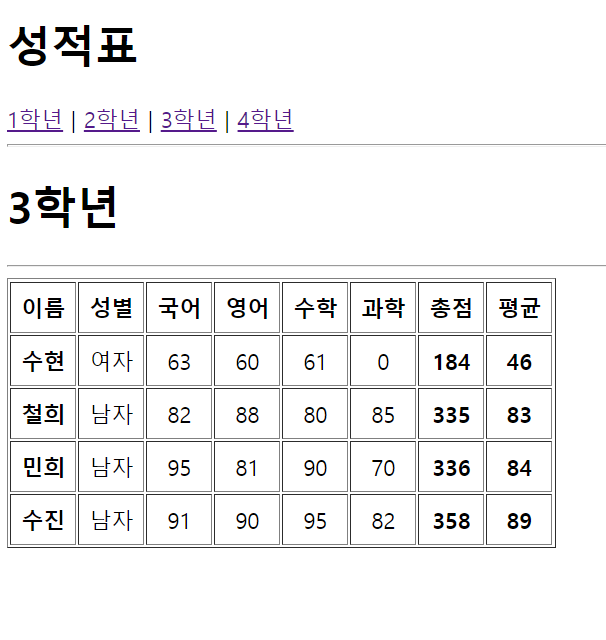 성적표
1학년 | 2학년 | 3학년 | 4학년
3학년
이름 성별 국어 영어 수학 과학 총점 평균
수현 여자 63 60 61 0 184 46
철희 남자 82 88 80 85 335 83
민희 남자 95 81 90 70 336 84
수진 남자 91 90 95 82 358 89